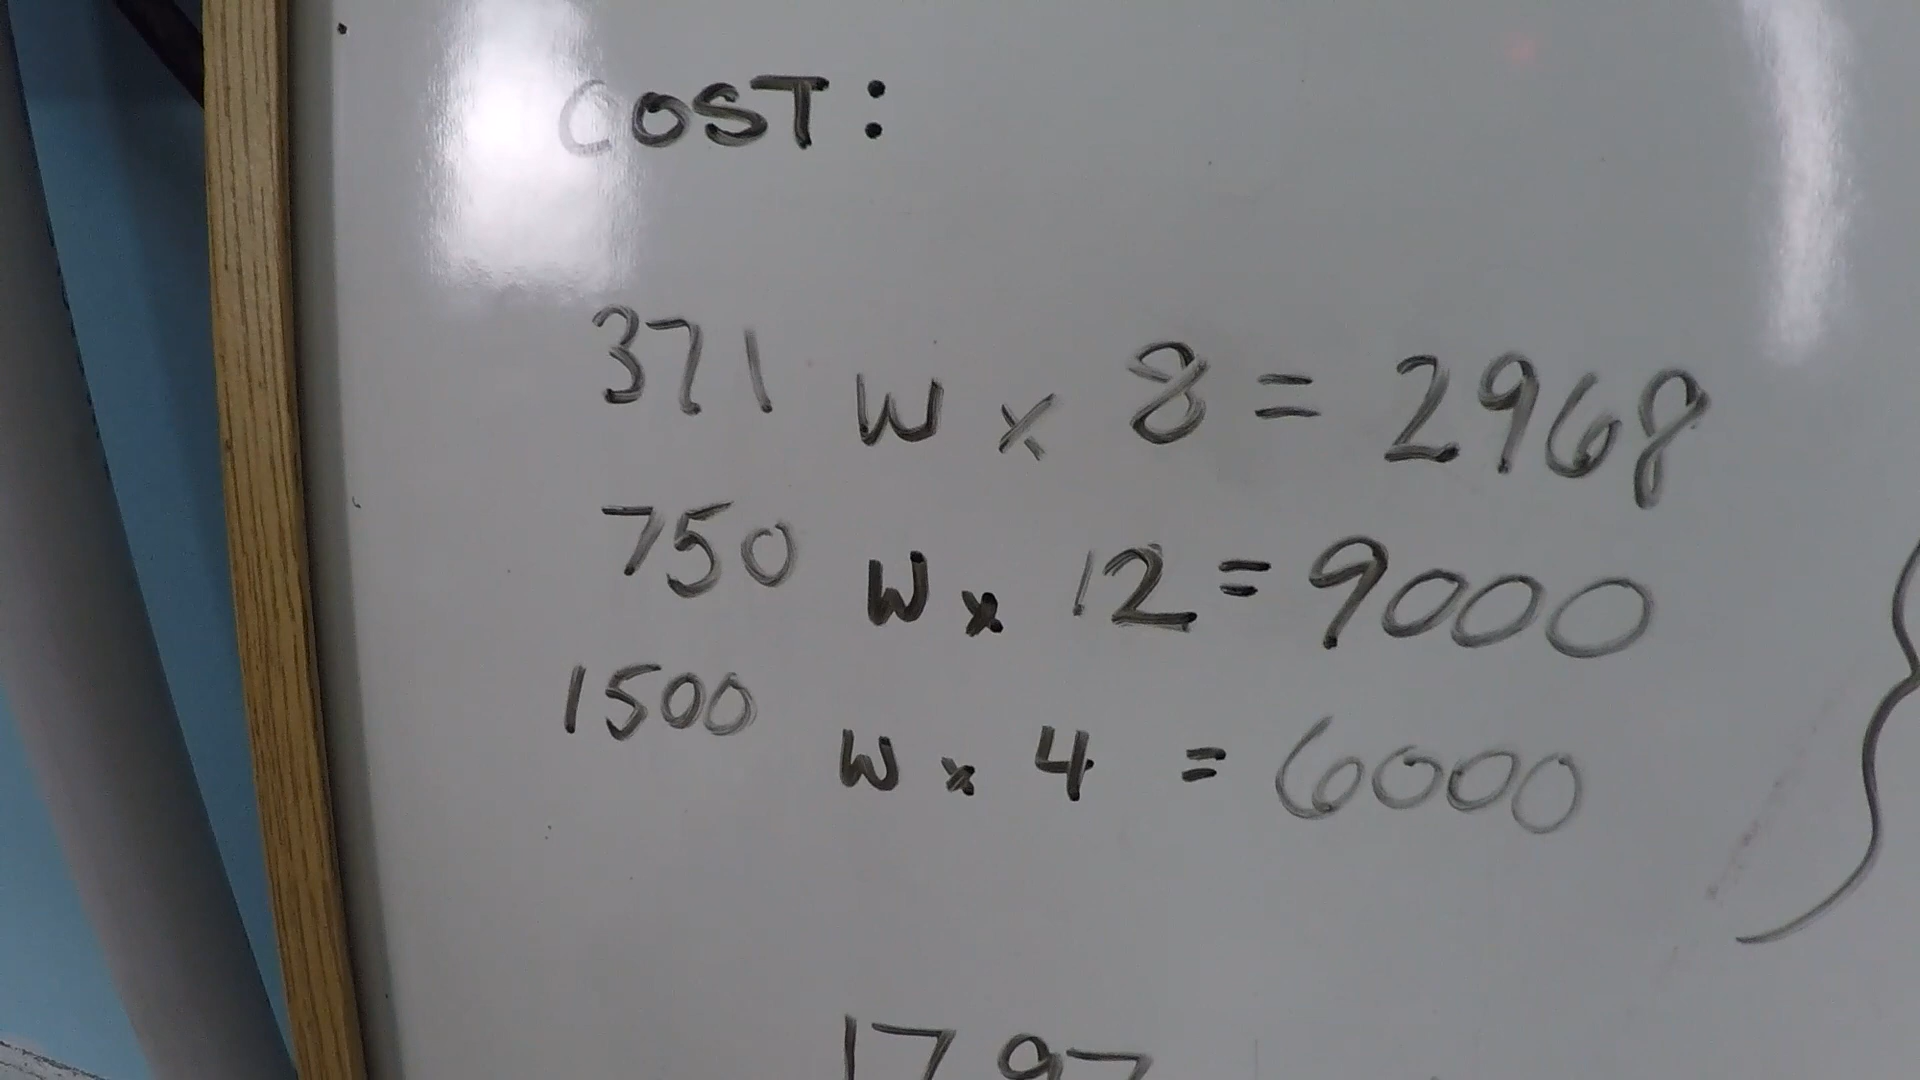 COST:
371 W x 8 = 2968
750 W x 12 = 9000
1500 W x 4 = 6000